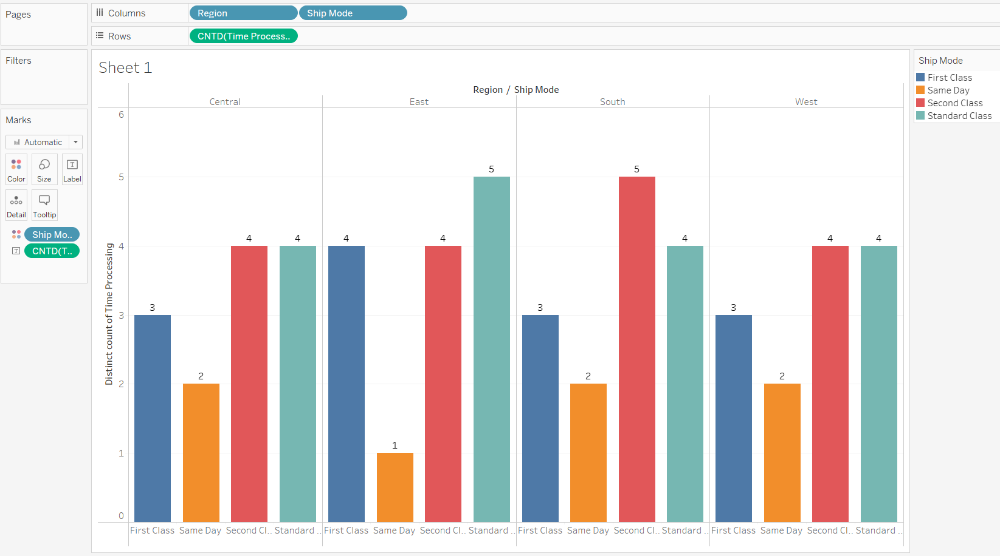 Pages
Columns
Region
Ship Mode
Rows
CNTD(Time Process..
Filters
Marks
Automatic
Color
Size
Label
Detail
Tooltip
Ship Mo..
CNTD(T..
Sheet 1
Region / Ship Mode
Central
East
South
West
Distinct count of Time Processing
6
5
4
3
2
1
0
3
2
4
4
4
1
4
5
3
2
5
4
3
2
4
4
First Class
Same Day
Second Cl..
Standard ..
First Class
Same Day
Second Cl..
Standard ..
First Class
Same Day
Second Cl..
Standard ..
First Class
Same Day
Second Cl..
Standard ..
Ship Mode
First Class
Same Day
Second Class
Standard Class